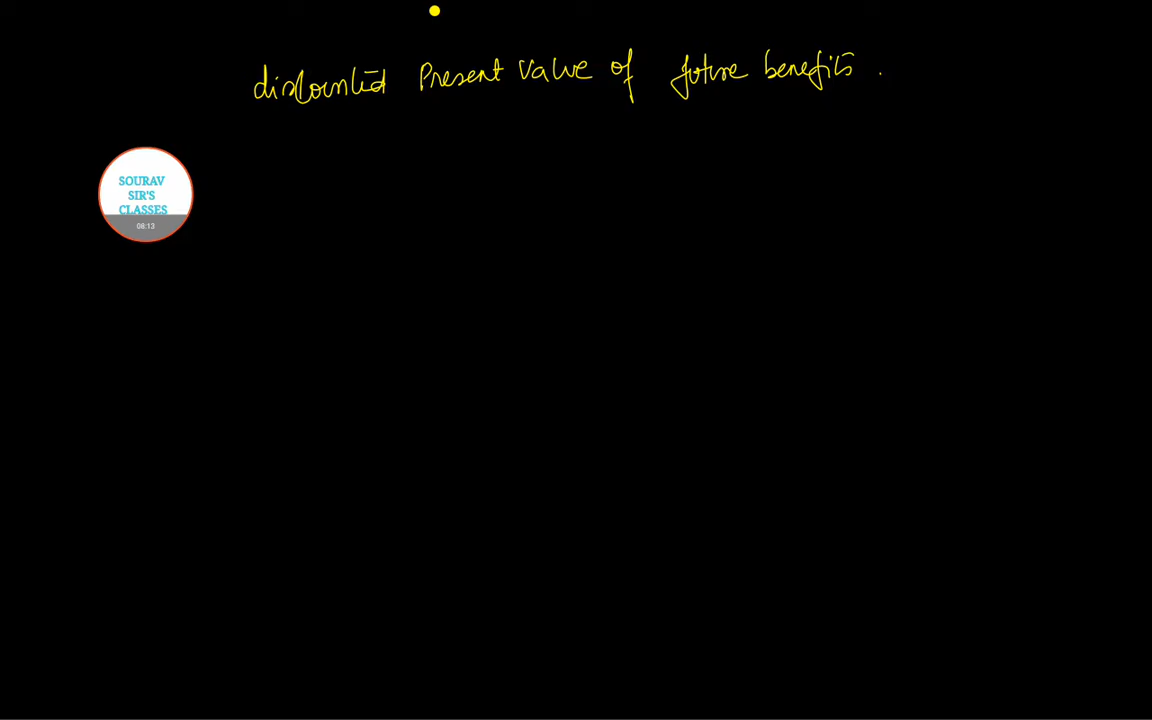 discounted Present Value of future benefits.
SOURAV
SIR'S
CLASSES
08:13